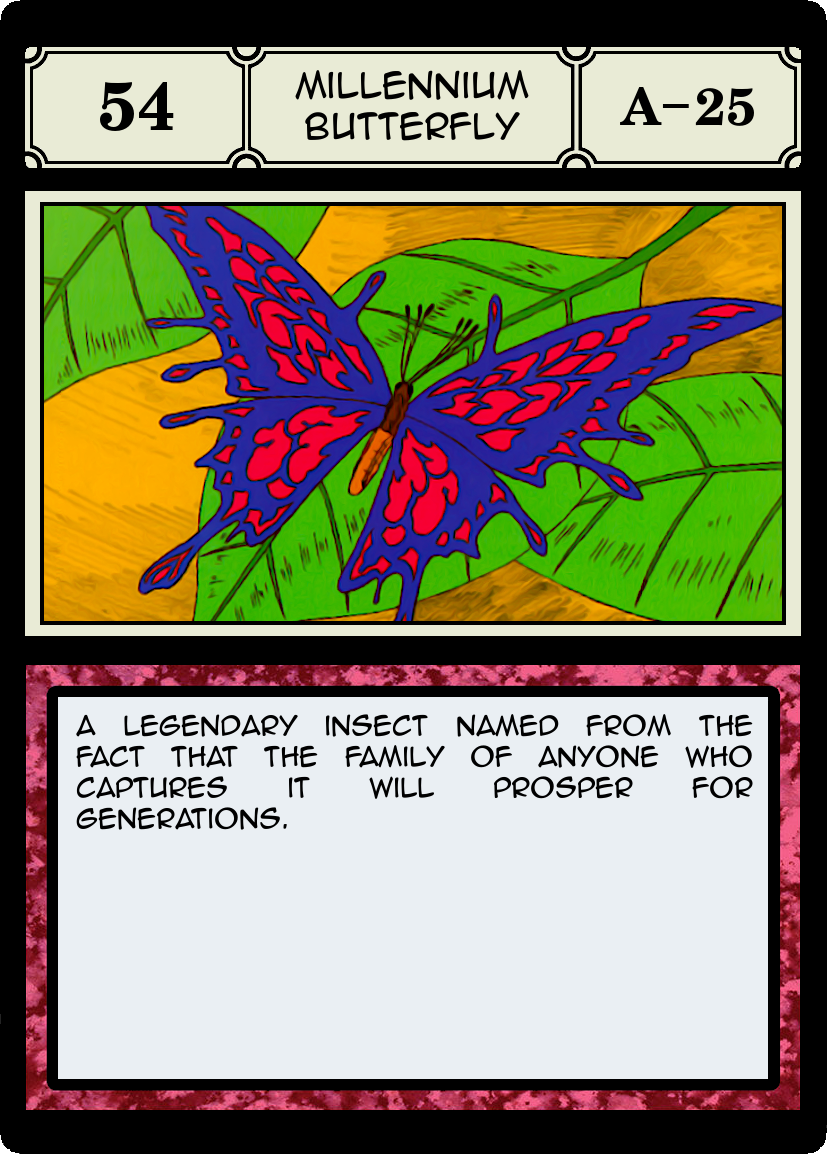 54
MILLENNIUM
BUTTERFLY
A-25
A LEGENDARY INSECT NAMED FROM THE
FACT THAT THE FAMILY OF ANYONE WHO
CAPTURES IT WILL PROSPER FOR
GENERATIONS.